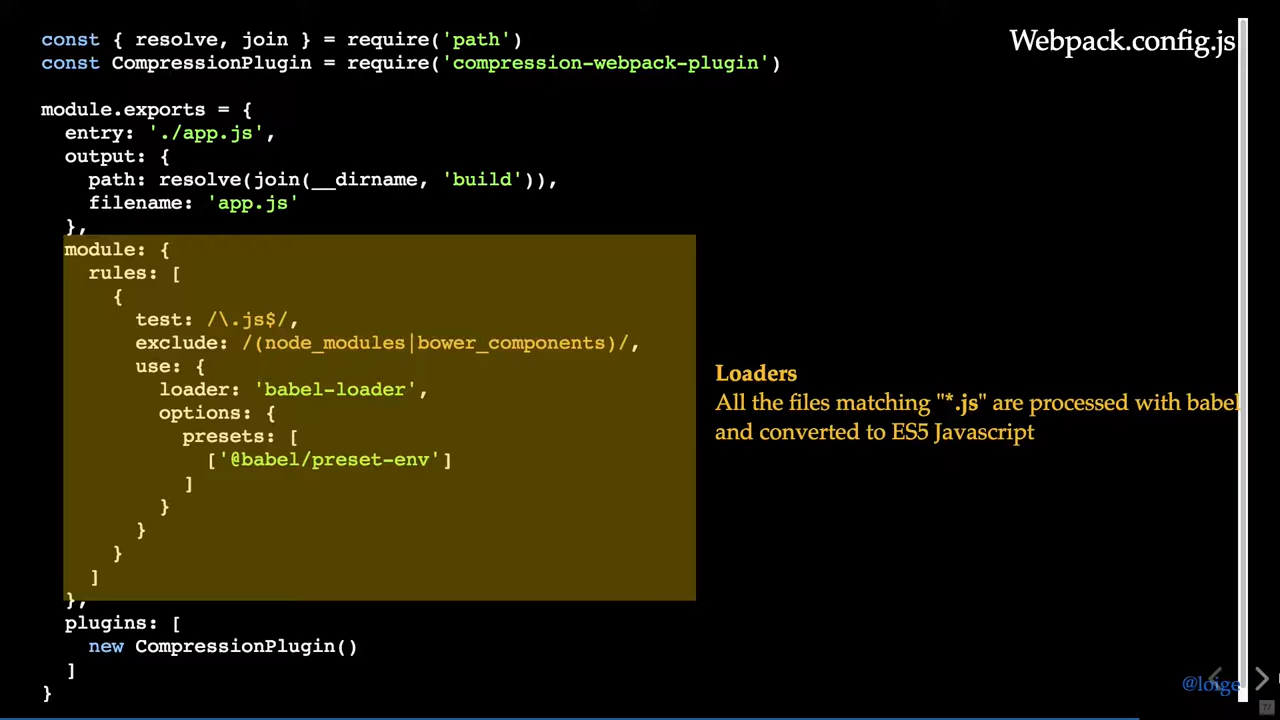 const { resolve, join } = require('path')
Webpack.config.js
const CompressionPlugin = require('compression-webpack-plugin')
module.exports = {
entry: './app.js',
output: {
path: resolve(join(__dirname, 'build')),
filename: 'app.js'
},
module: {
rules: [
{
test: /\.js$/,
exclude: /(node_modules|bower_components)/,
use: {
loader: 'babel-loader',
options: {
presets: [
['@babel/preset-env']
]
}
}
}
]
},
Loaders
All the files matching "*.js" are processed with babel
and converted to ES5 Javascript
plugins: [
new CompressionPlugin()
]
}
@loige